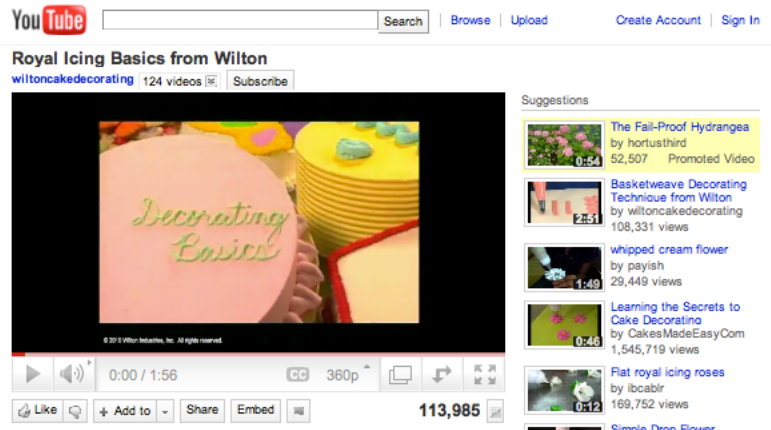 YouTube
Search
Browse
Upload
Create Account
Sign In
Royal Icing Basics from Wilton
wiltoncakedecorating
124 videos
Subscribe
Decorating
Basics
© 2010 Wilton Industries, Inc. All rights reserved.
0:00 / 1:56
CC
360p
Like
+ Add to
Share
Embed
113,985
Suggestions
0:54
The Fail-Proof Hydrangea
by hortusthird
52,507 Promoted Video
2:51
Basketweave Decorating
Technique from Wilton
by wiltoncakedecorating
108,331 views
1:49
whipped cream flower
by payish
29,449 views
0:46
Learning the Secrets to
Cake Decorating
by CakesMadeEasyCom
1,545,719 views
0:12
Flat royal icing roses
by ibcablr
169,752 views
Simple Drop Flower